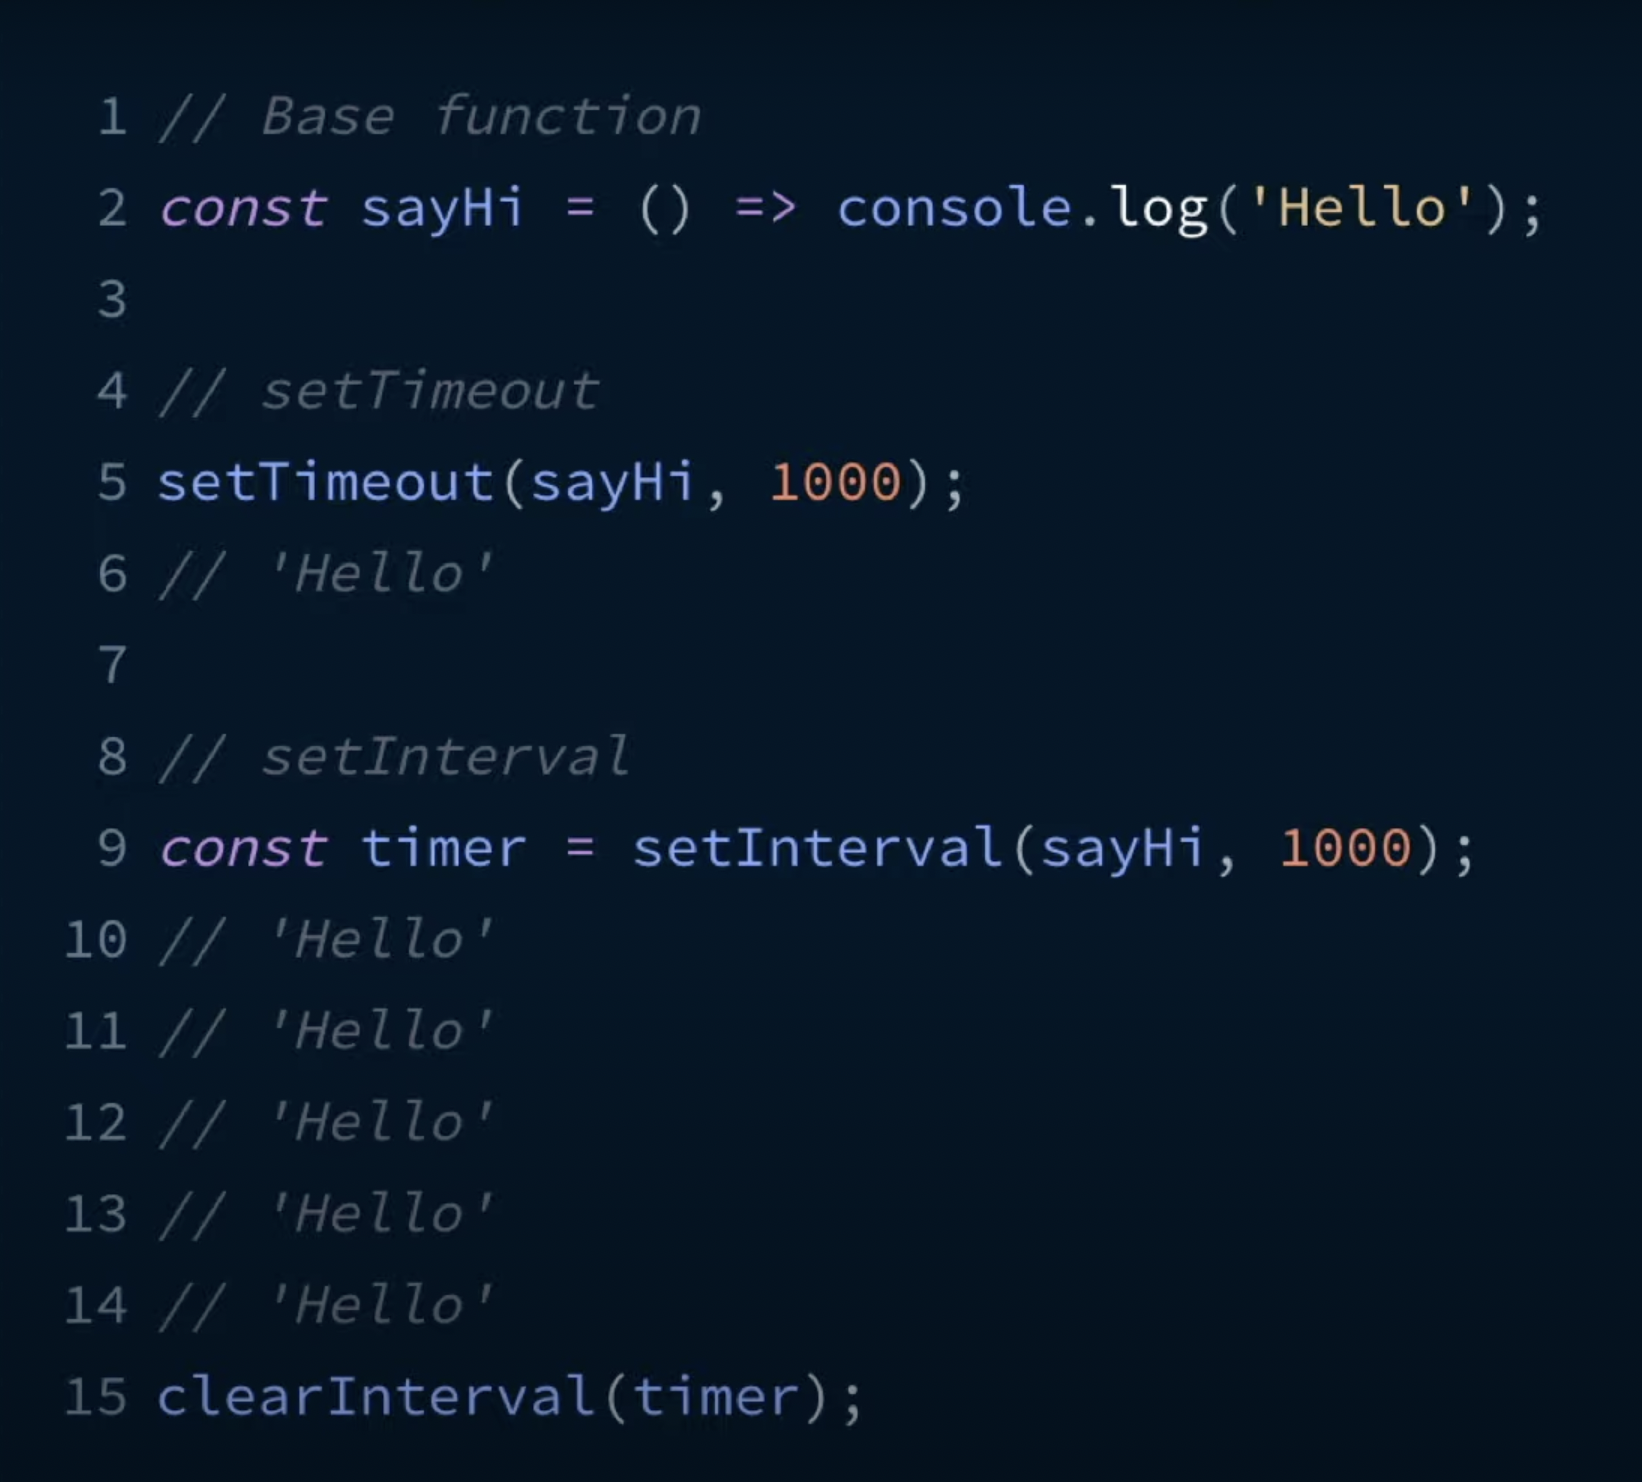 1 // Base function
2 const sayHi = () => console.log('Hello');
3
4 // setTimeout
5 setTimeout(sayHi, 1000);
6 // 'Hello'
7
8 // setInterval
9 const timer = setInterval(sayHi, 1000);
10 // 'Hello'
11 // 'Hello'
12 // 'Hello'
13 // 'Hello'
14 // 'Hello'
15 clearInterval(timer);